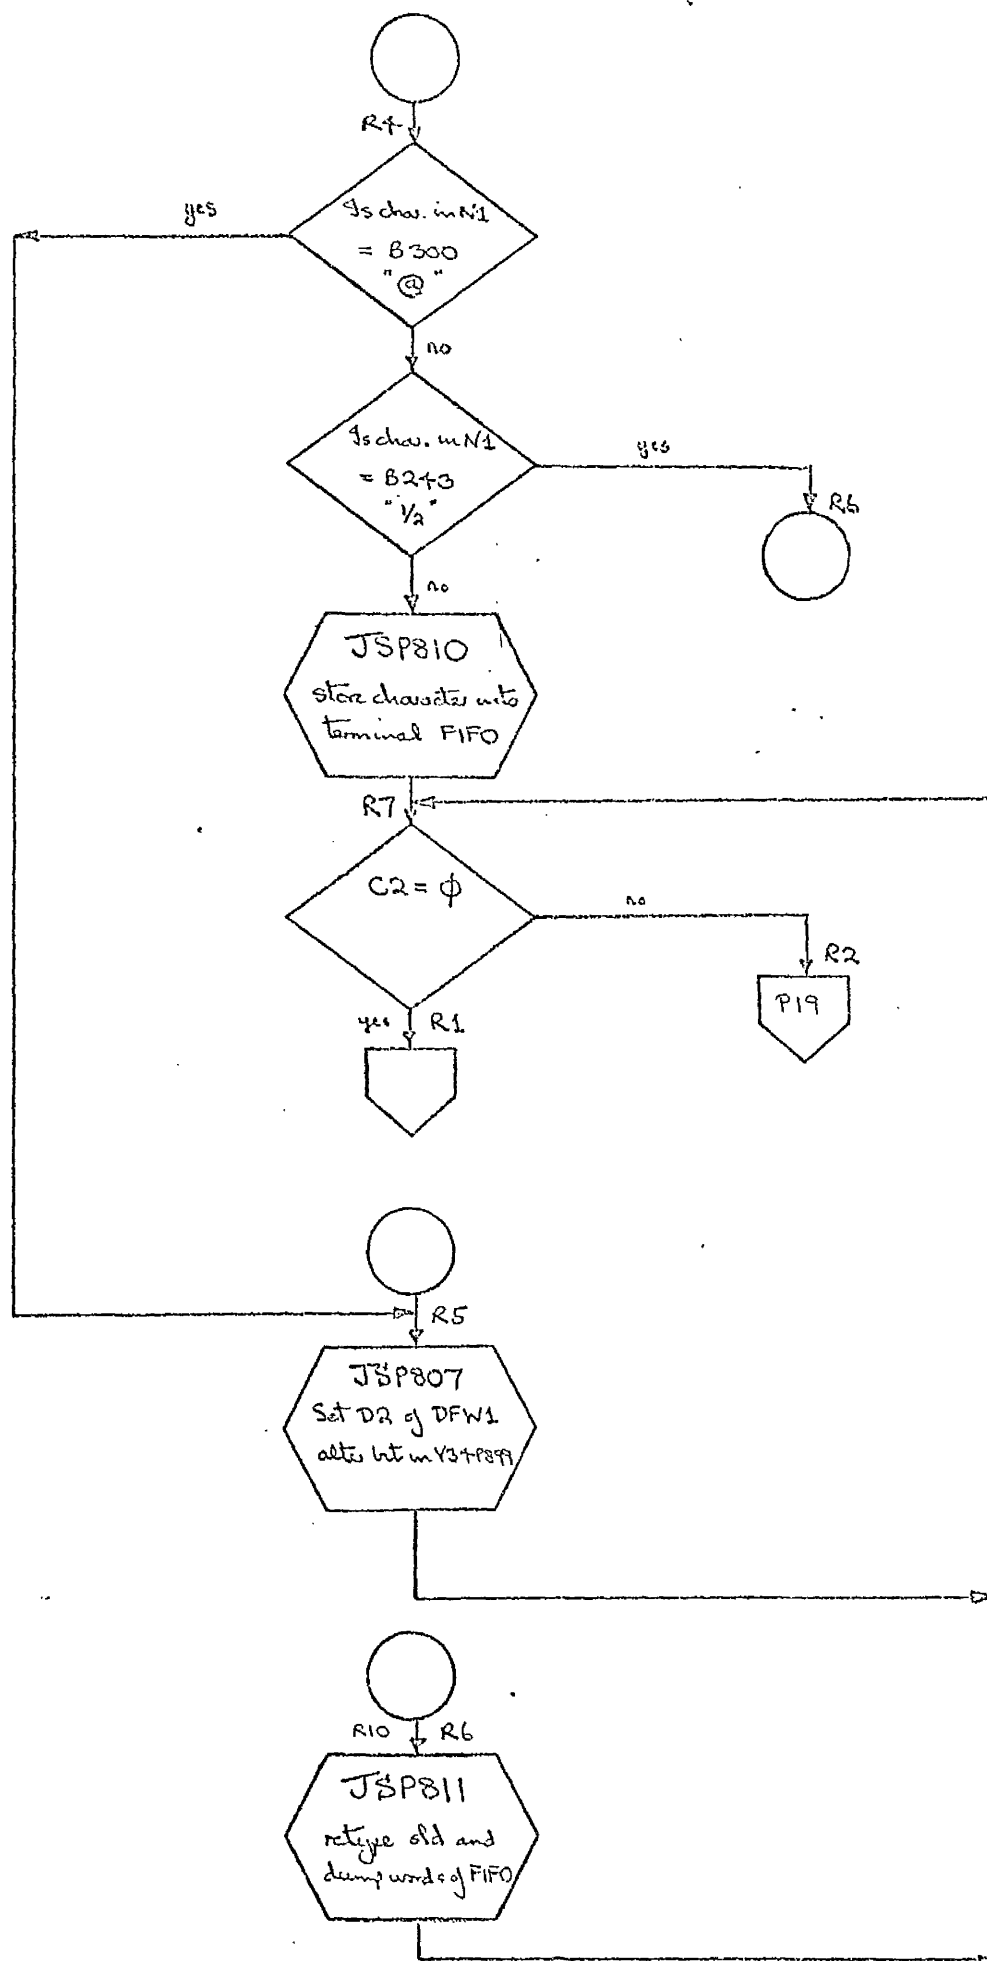 R4
yes
Is char. in N1
= B300
"@"
no
Is char. in N1
= B243
"1/2"
yes
R6
no
JSP810
store character into
terminal FIFO
R7
C2 = φ
no
R2
P19
yes R1
R5
JSP807
Set D2 of DFW1
alter bit in Y34P899
R10 R6
JSP811
retype old and
dump words of FIFO